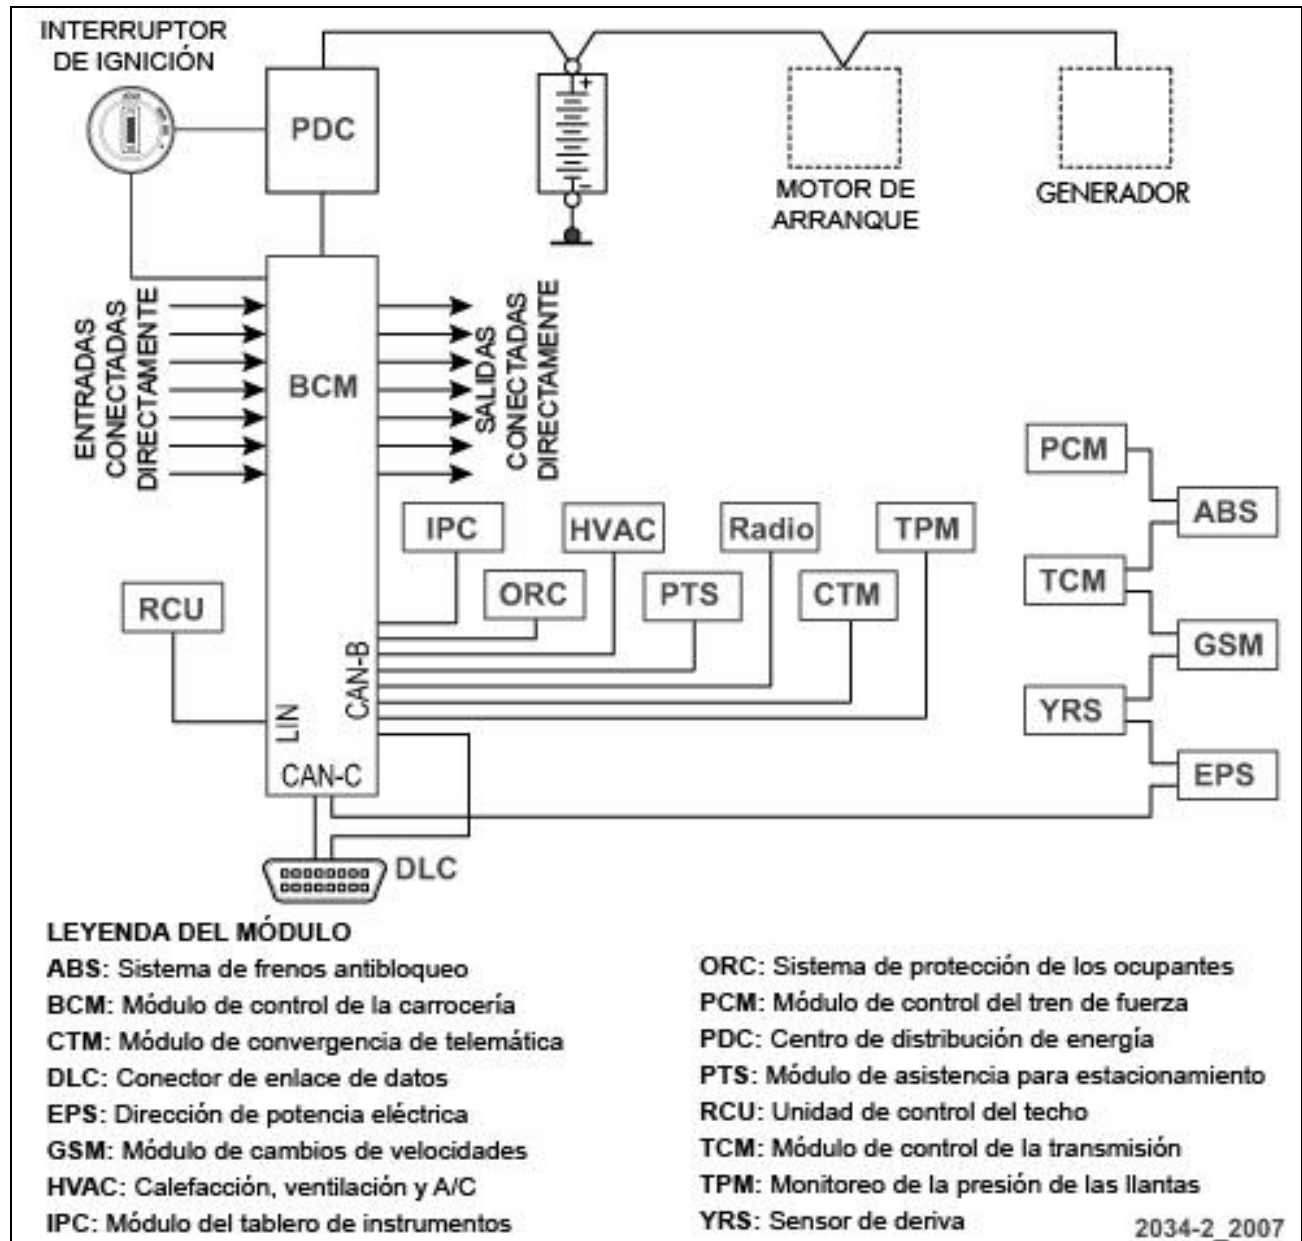 INTERRUPTOR
DE IGNICIÓN
PDC
+
-
MOTOR DE
ARRANQUE
GENERADOR
ENTRADAS
CONECTADAS
DIRECTAMENTE
BCM
SALIDAS
CONECTADAS
DIRECTAMENTE
PCM
ABS
IPC
HVAC
Radio
TPM
ORC
PTS
CTM
TCM
RCU
GSM
CAN-B
LIN
YRS
CAN-C
EPS
DLC
LEYENDA DEL MÓDULO
ABS: Sistema de frenos antibloqueo
BCM: Módulo de control de la carrocería
CTM: Módulo de convergencia de telemática
DLC: Conector de enlace de datos
EPS: Dirección de potencia eléctrica
GSM: Módulo de cambios de velocidades
HVAC: Calefacción, ventilación y A/C
IPC: Módulo del tablero de instrumentos
ORC: Sistema de protección de los ocupantes
PCM: Módulo de control del tren de fuerza
PDC: Centro de distribución de energía
PTS: Módulo de asistencia para estacionamiento
RCU: Unidad de control del techo
TCM: Módulo de control de la transmisión
TPM: Monitoreo de la presión de las llantas
YRS: Sensor de deriva
2034-2_2007